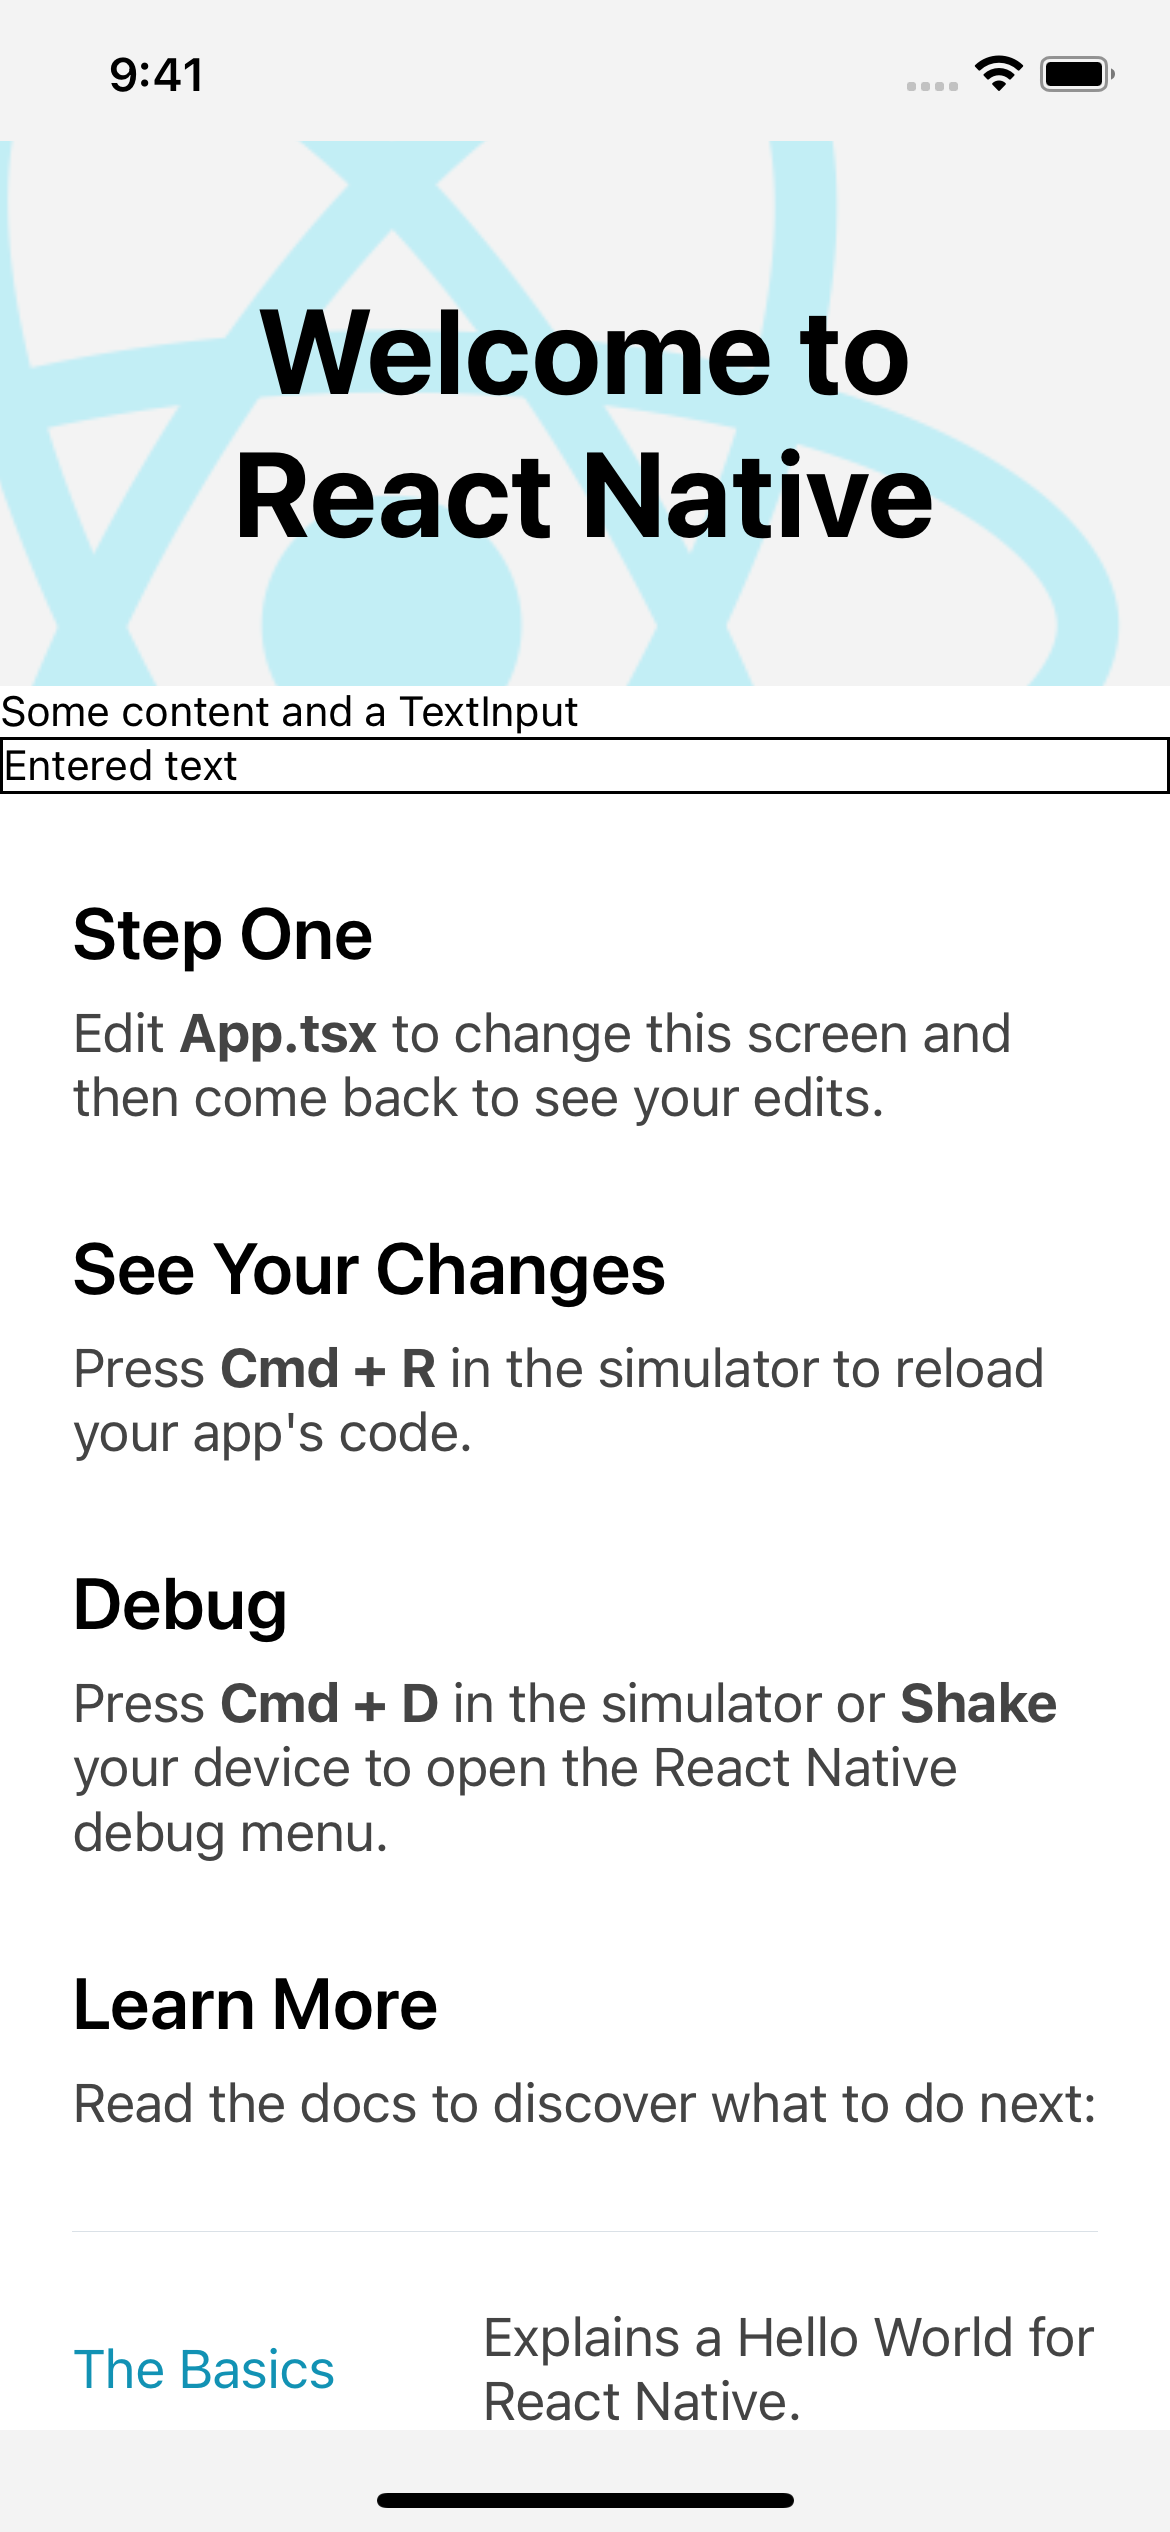 9:41
Welcome to
React Native
Some content and a TextInput
Entered text
Step One
Edit App.tsx to change this screen and
then come back to see your edits.
See Your Changes
Press Cmd + R in the simulator to reload
your app's code.
Debug
Press Cmd + D in the simulator or Shake
your device to open the React Native
debug menu.
Learn More
Read the docs to discover what to do next:
The Basics
Explains a Hello World for
React Native.